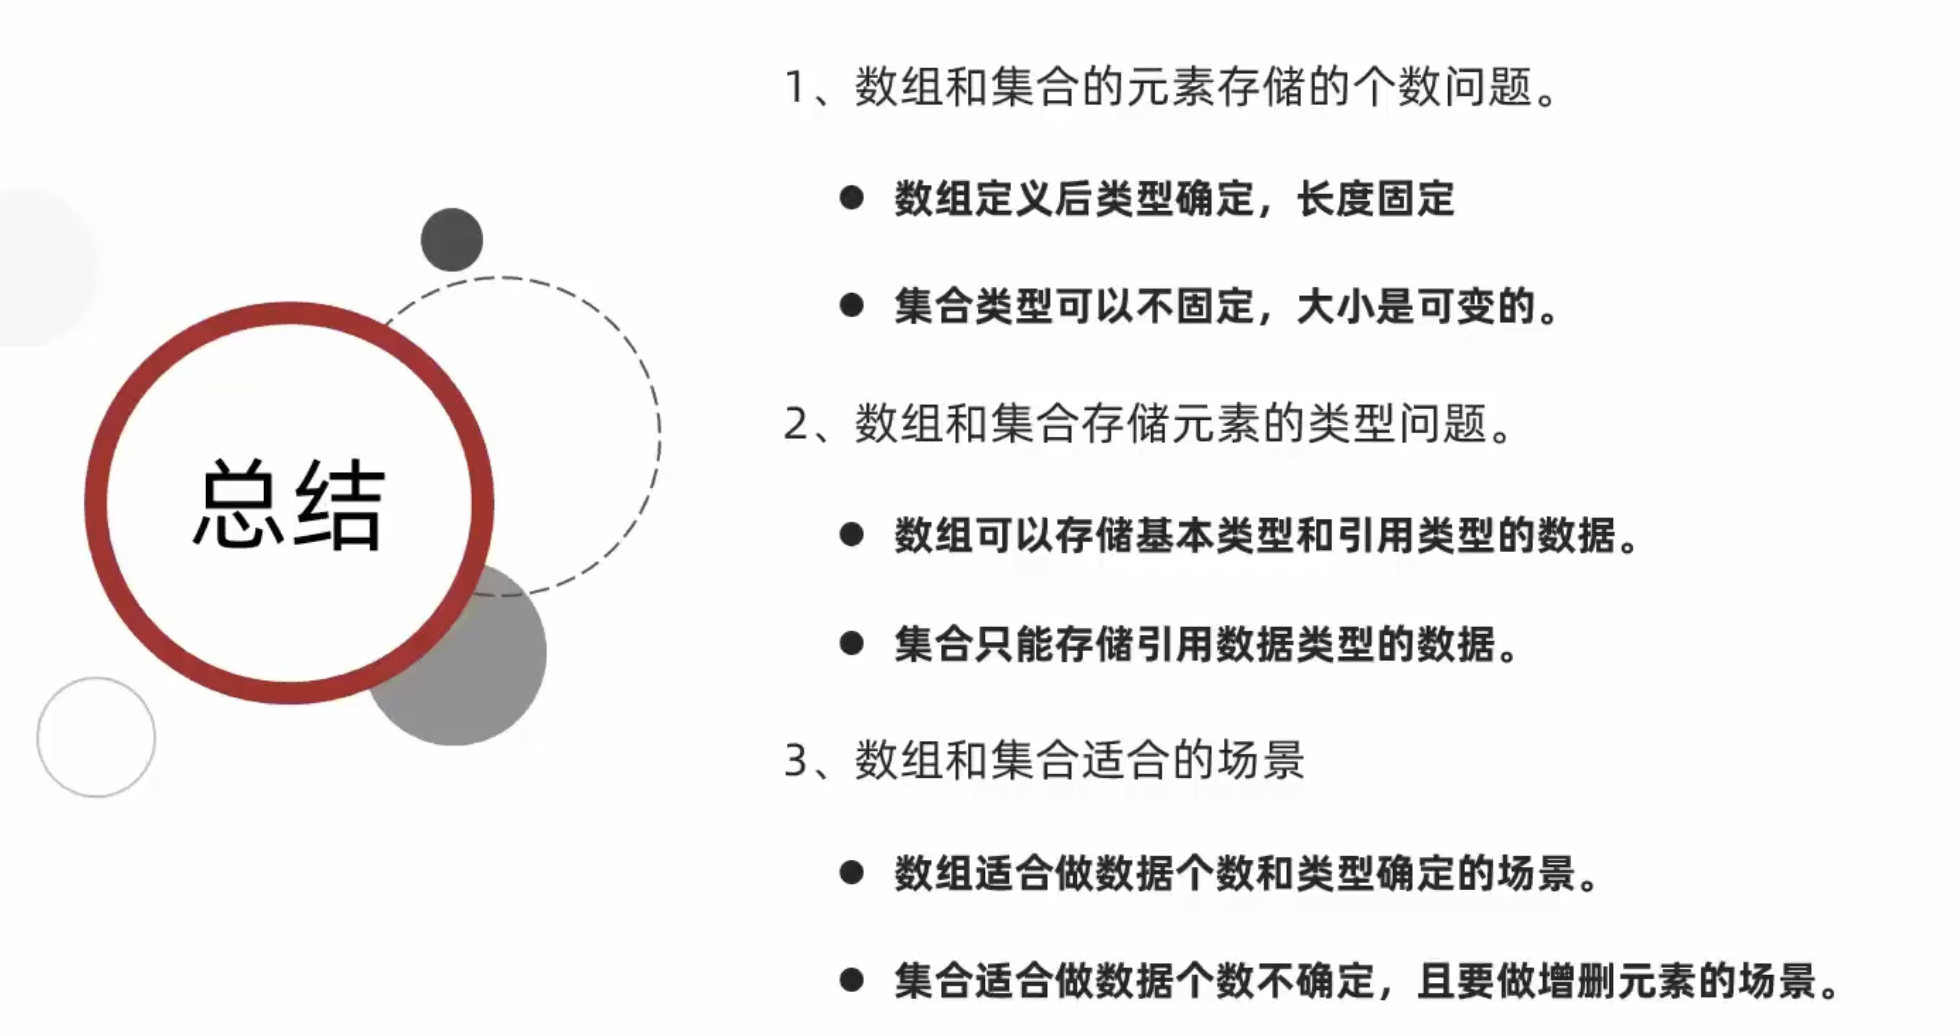 总结
1、数组和集合的元素存储的个数问题。
● 数组定义后类型确定，长度固定
● 集合类型可以不固定，大小是可变的。
2、数组和集合存储元素的类型问题。
● 数组可以存储基本类型和引用类型的数据。
● 集合只能存储引用数据类型的数据。
3、数组和集合适合的场景
● 数组适合做数据个数和类型确定的场景。
● 集合适合做数据个数不确定，且要做增删元素的场景。